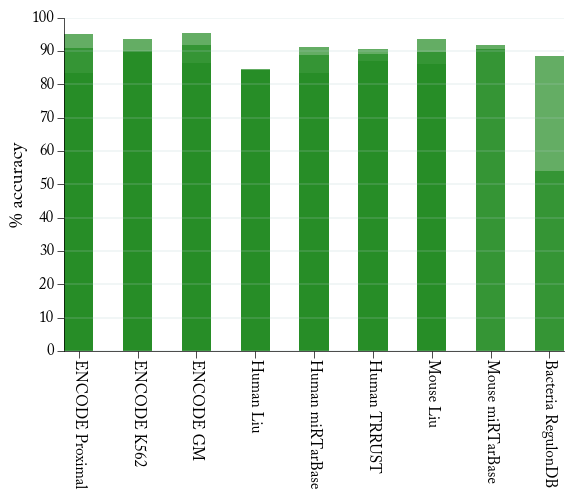 100
90
80
70
60
50
40
30
20
10
0
% accuracy
ENCODE Proximal
ENCODE K562
ENCODE GM
Human Liu
Human miRTarBase
Human TRRUST
Mouse Liu
Mouse miRTarBase
Bacteria RegulonDB